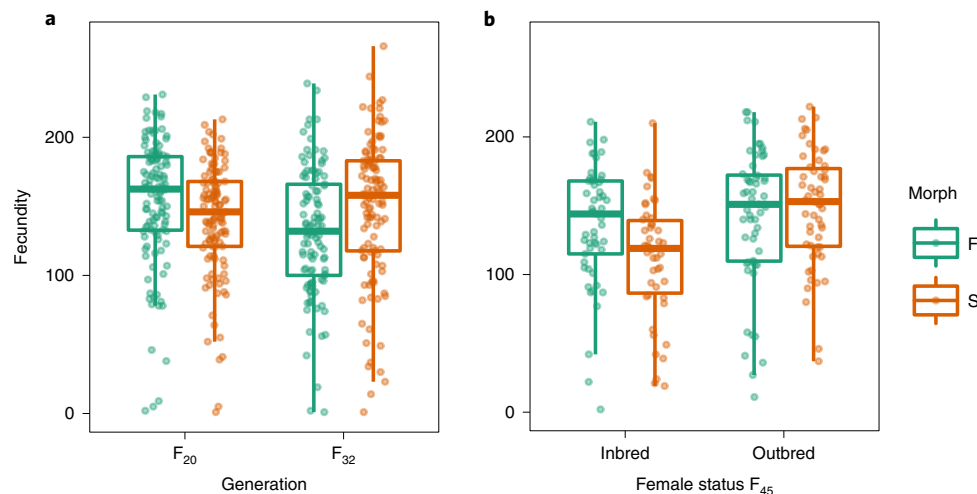 a
b
Fecundity
200
100
0
F20
F32
Generation
200
100
0
Inbred
Outbred
Female status F45
Morph
F
S